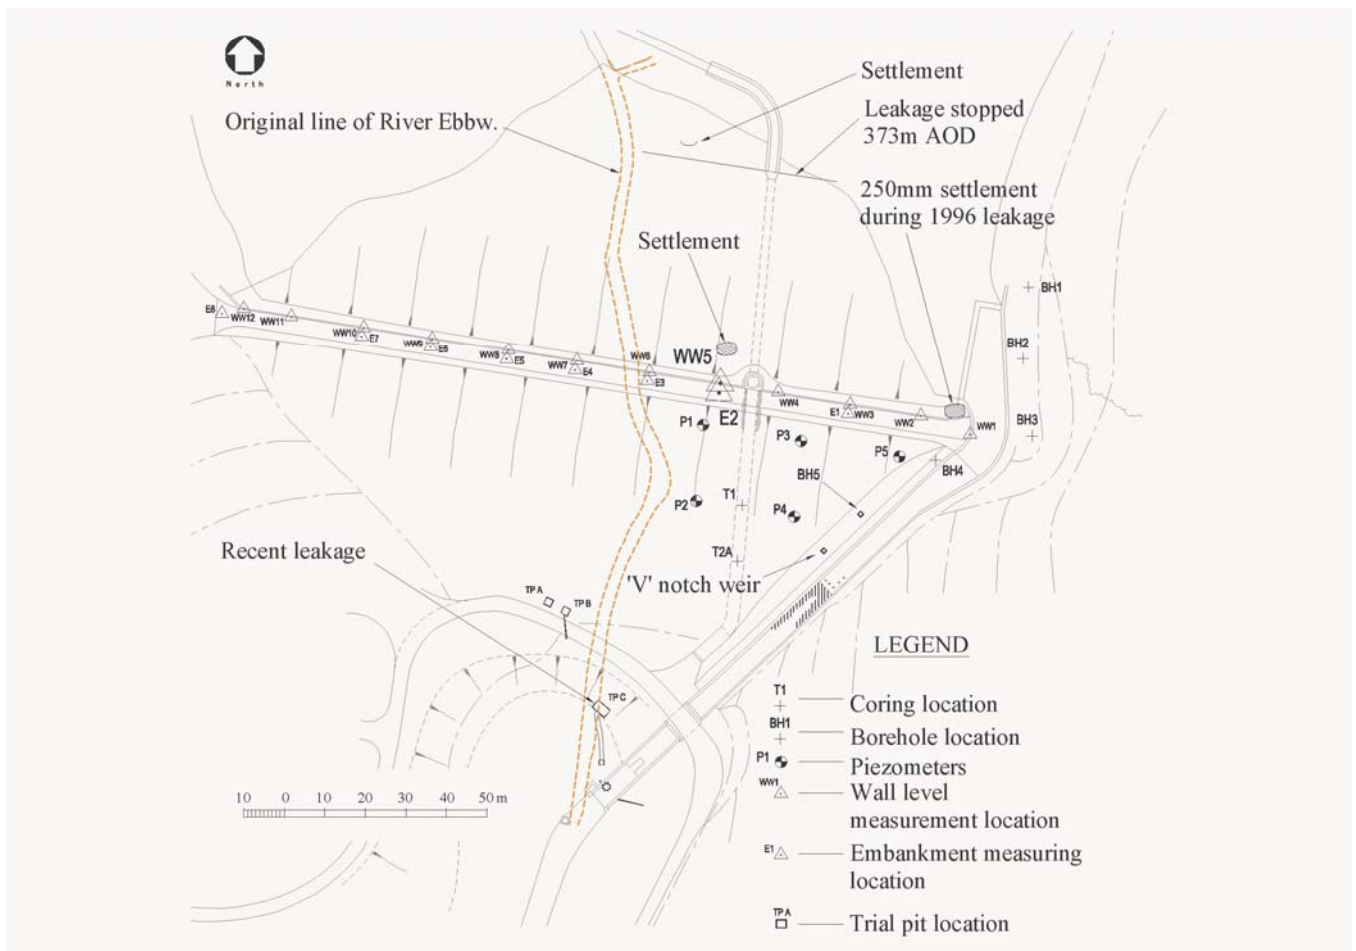 North
Settlement
Leakage stopped
373m AOD
Original line of River Ebbw.
250mm settlement
during 1996 leakage
Settlement
BH1
E8
WW12
WW11
WW10
E7
WW9
E6
WW8
E5
WW7
E4
WW6
E3
WW5
E2
WW4
E1
WW3
WW2
WW1
BH2
BH3
BH4
P1
P3
P5
BH5
P2
T1
P4
T2A
Recent leakage
'V' notch weir
TPA
TPB
TPC
LEGEND
T1
Coring location
BH1
Borehole location
P1
Piezometers
WW1
Wall level
measurement location
E1
Embankment measuring
location
TPA
Trial pit location
10 0 10 20 30 40 50 m